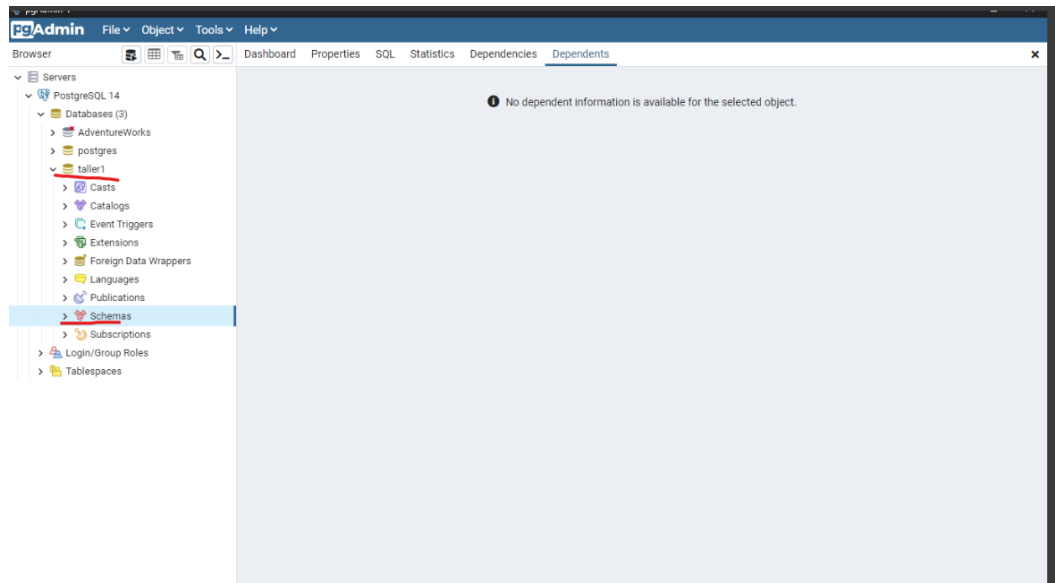 pgAdmin File Object Tools Help
Browser Dashboard Properties SQL Statistics Dependencies Dependents
Servers
PostgreSQL 14
No dependent information is available for the selected object.
Databases (3)
AdventureWorks
postgres
taller1
Casts
Catalogs
Event Triggers
Extensions
Foreign Data Wrappers
Languages
Publications
Schemas
Subscriptions
Login/Group Roles
Tablespaces